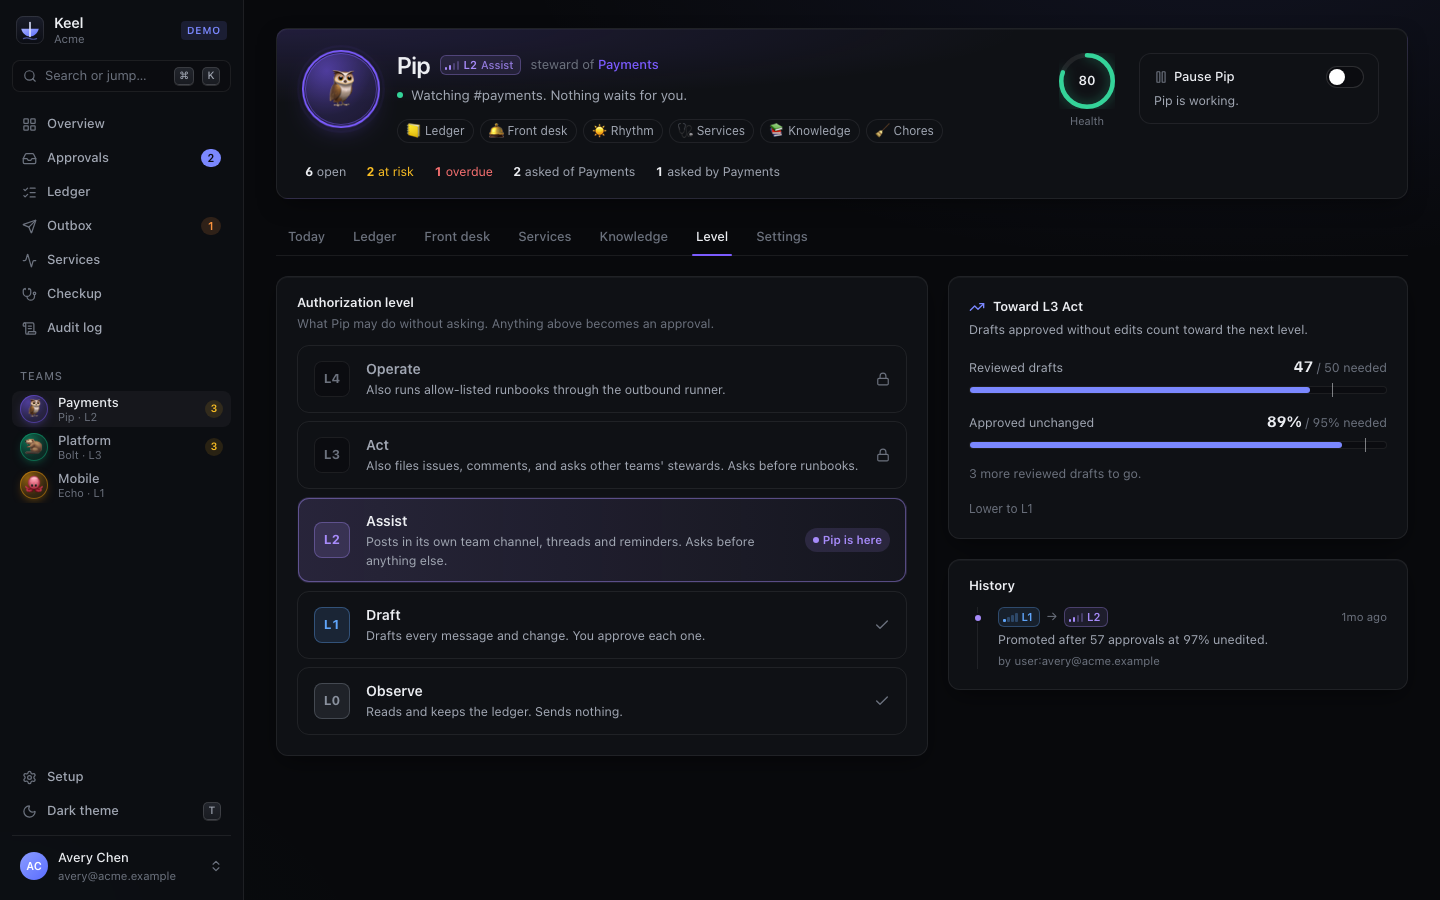 Keel
Acme
DEMO
Search or jump...
⌘ K
Overview
Approvals 2
Ledger
Outbox 1
Services
Checkup
Audit log
TEAMS
Payments
Pip · L2
3
Platform
Bolt · L3
3
Mobile
Echo · L1
Setup
Dark theme T
AC
Avery Chen
avery@acme.example
Pip L2 Assist steward of Payments
Watching #payments. Nothing waits for you.
Ledger Front desk Rhythm Services Knowledge Chores
6 open 2 at risk 1 overdue 2 asked of Payments 1 asked by Payments
80
Health
Pause Pip
Pip is working.
Today Ledger Front desk Services Knowledge Level Settings
Authorization level
What Pip may do without asking. Anything above becomes an approval.
L4
Operate
Also runs allow-listed runbooks through the outbound runner.
L3
Act
Also files issues, comments, and asks other teams' stewards. Asks before runbooks.
L2
Assist
Posts in its own team channel, threads and reminders. Asks before
anything else.
Pip is here
L1
Draft
Drafts every message and change. You approve each one.
L0
Observe
Reads and keeps the ledger. Sends nothing.
Toward L3 Act
Drafts approved without edits count toward the next level.
Reviewed drafts 47 / 50 needed
Approved unchanged 89% / 95% needed
3 more reviewed drafts to go.
Lower to L1
History
L1 → L2 1mo ago
Promoted after 57 approvals at 97% unedited.
by user:avery@acme.example